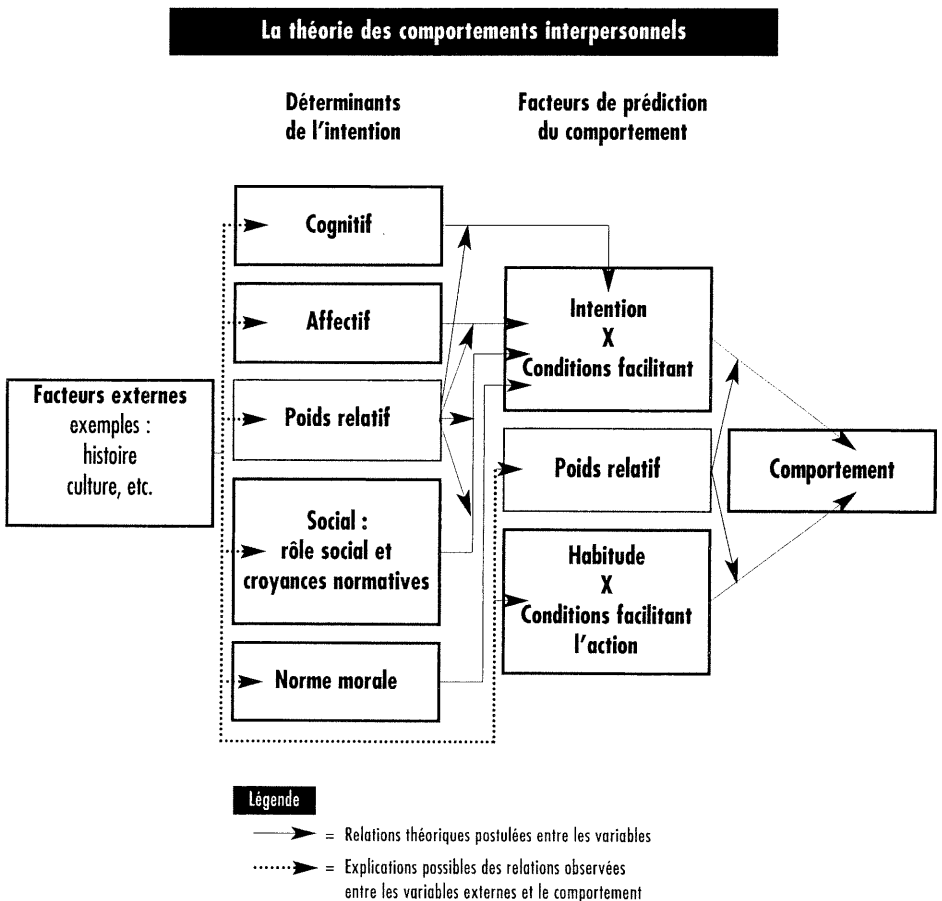 La théorie des comportements interpersonnels
Déterminants
de l'intention
Facteurs de prédiction
du comportement
Cognitif
Affectif
Poids relatif
Social :
rôle social et
croyances normatives
Norme morale
Facteurs externes
exemples :
histoire
culture, etc.
Intention
X
Conditions facilitant
Poids relatif
Habitude
X
Conditions facilitant
l'action
Comportement
Légende
= Relations théoriques postulées entre les variables
= Explications possibles des relations observées
entre les variables externes et le comportement